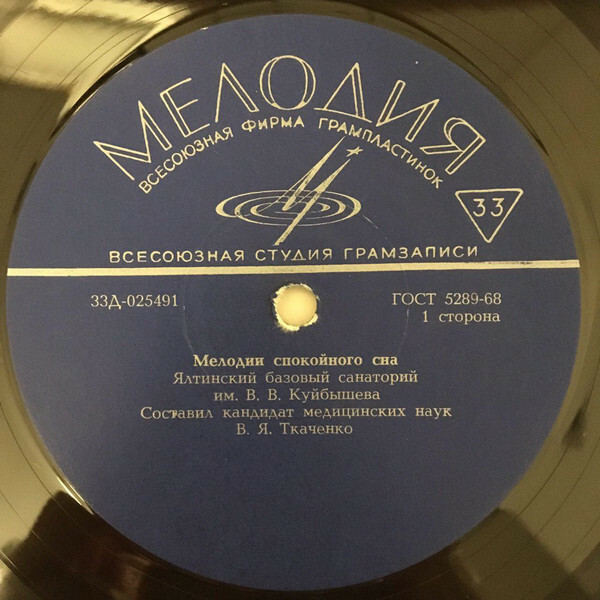 МЕЛОДИЯ
ВСЕСОЮЗНАЯ ФИРМА ГРАМПЛАСТИНОК
33
ВСЕСОЮЗНАЯ СТУДИЯ ГРАМЗАПИСИ
33Д-025491
ГОСТ 5289-68
1 сторона
Мелодии спокойного сна
Ялтинский базовый санаторий
им. В. В. Куйбышева
Составил кандидат медицинских наук
В. Я. Ткаченко